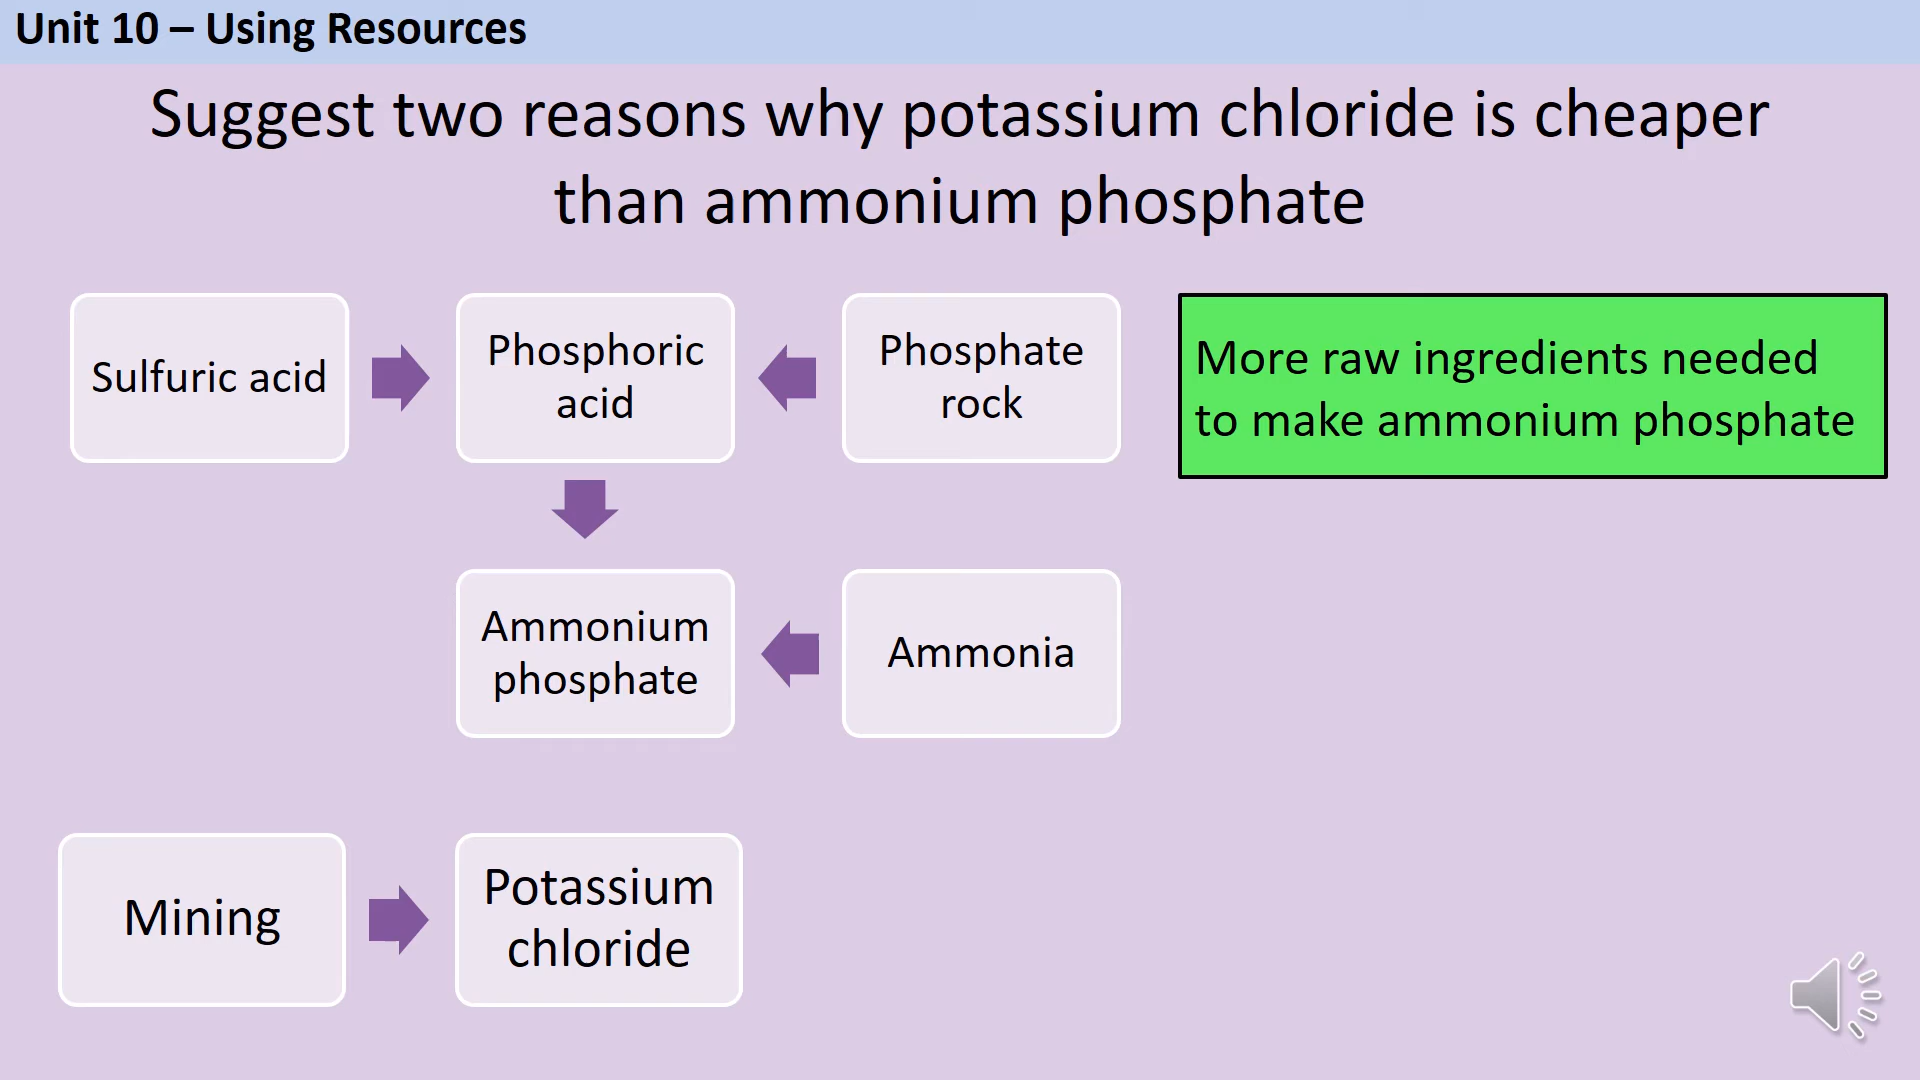 Unit 10 – Using Resources
Suggest two reasons why potassium chloride is cheaper
than ammonium phosphate
Sulfuric acid
Phosphoric
acid
Phosphate
rock
More raw ingredients needed
to make ammonium phosphate
Ammonium
phosphate
Ammonia
Mining
Potassium
chloride